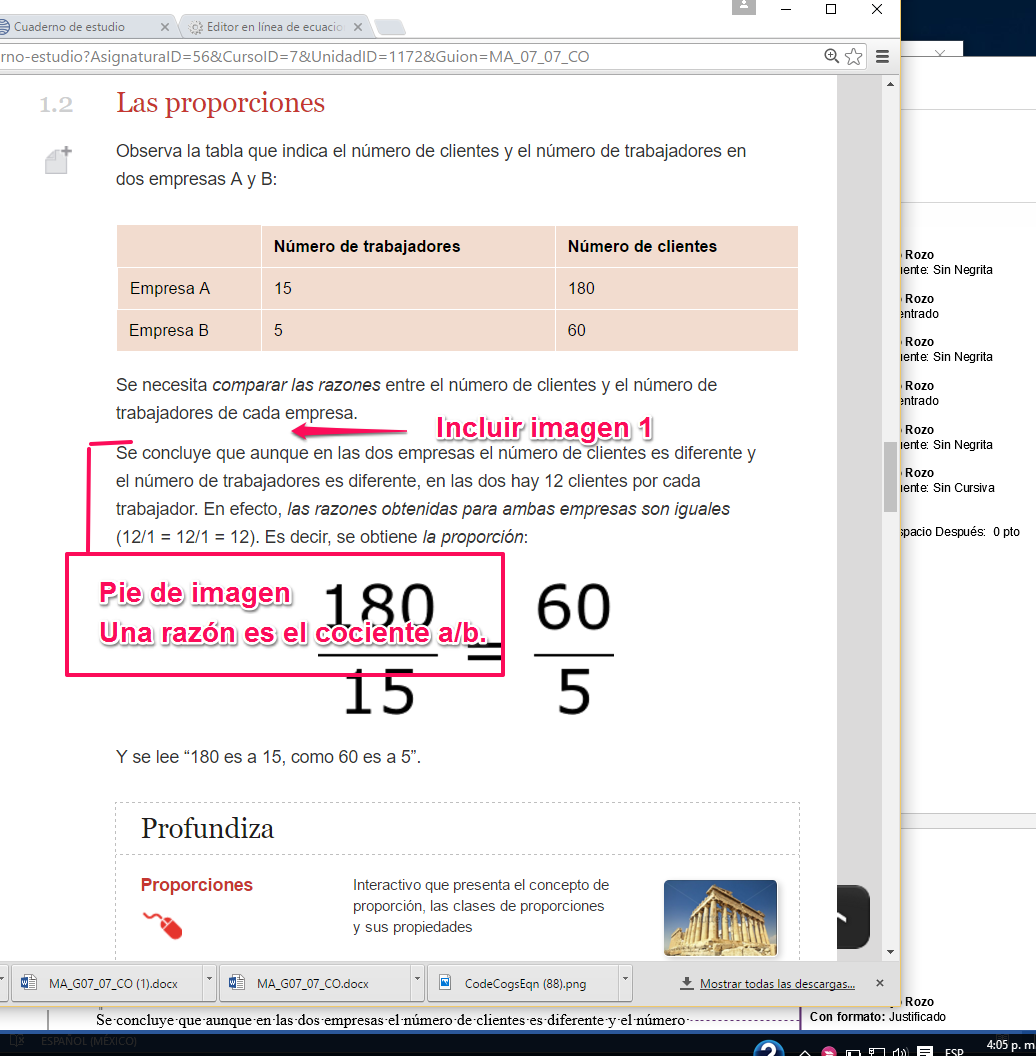 Cuaderno de estudio
Editor en línea de ecuacio
rno-estudio?AsignaturaID=56&CursoID=7&UnidadID=1172&Guion=MA_07_07_CO
1.2 Las proporciones
Observa la tabla que indica el número de clientes y el número de trabajadores en
dos empresas A y B:
Número de trabajadores Número de clientes
Empresa A 15 180
Empresa B 5 60
Se necesita comparar las razones entre el número de clientes y el número de
trabajadores de cada empresa.
Incluir imagen 1
Se concluye que aunque en las dos empresas el número de clientes es diferente y
el número de trabajadores es diferente, en las dos hay 12 clientes por cada
trabajador. En efecto, las razones obtenidas para ambas empresas son iguales
(12/1 = 12/1 = 12). Es decir, se obtiene la proporción:
Pie de imagen
Una razón es el cociente a/b.
180 60
=
15 5
Y se lee “180 es a 15, como 60 es a 5”.
Profundiza
Proporciones
Interactivo que presenta el concepto de
proporción, las clases de proporciones
y sus propiedades
Rozo
ente: Sin Negrita
Rozo
entrado
Rozo
ente: Sin Negrita
Rozo
entrado
Rozo
ente: Sin Negrita
Rozo
ente: Sin Cursiva
spacio Después: 0 pto
MA_G07_07_CO (1).docx
MA_G07_07_CO.docx
CodeCogsEqn (88).png
Mostrar todas las descargas...
Rozo
Se concluye que aunque en las dos empresas el número de clientes es diferente y el número
Con formato: Justificado
ESPAÑOL (MÉXICO)
ESP
4:05 p. m